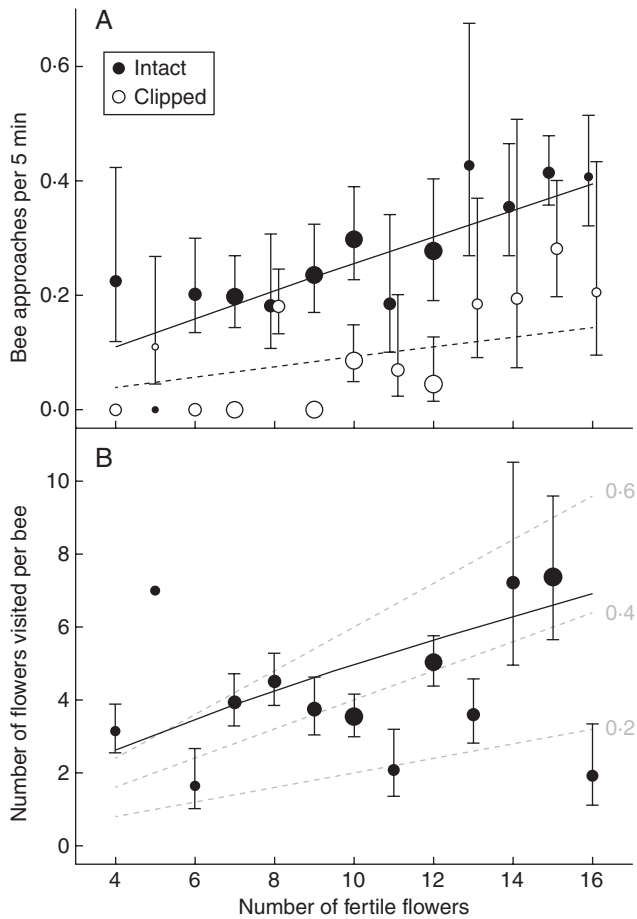 A
Intact
Clipped
Bee approaches per 5 min
0·6
0·4
0·2
0·0
B
Number of flowers visited per bee
10
8
6
4
2
0
0·6
0·4
0·2
4 6 8 10 12 14 16
Number of fertile flowers